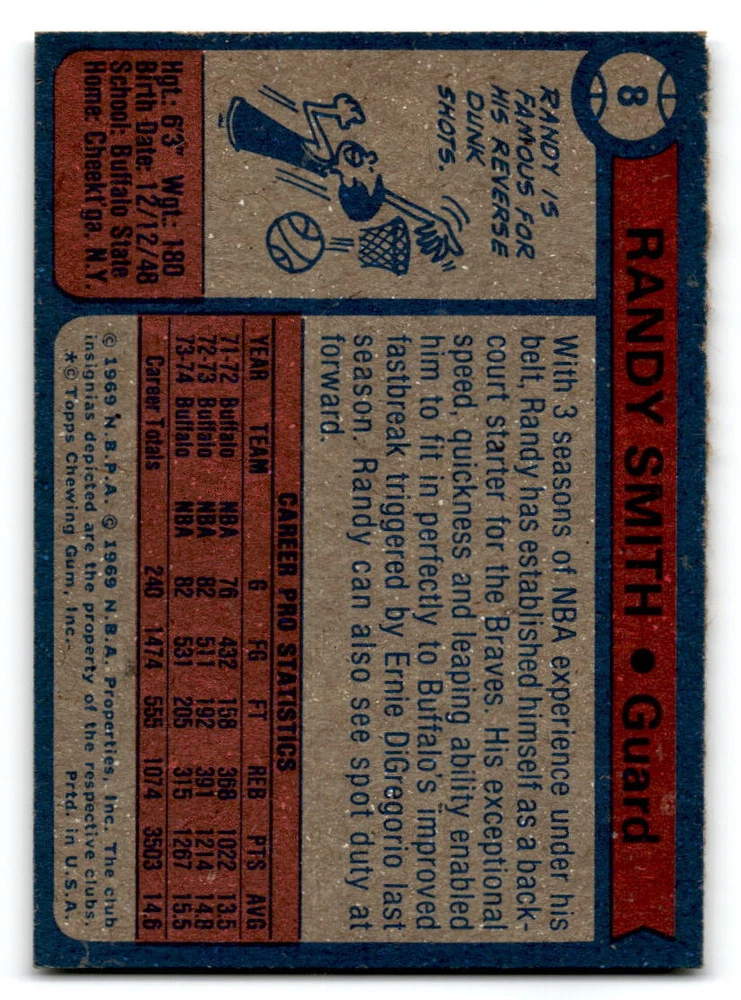 8
RANDY SMITH • Guard
RANDY IS
FAMOUS FOR
HIS REVERSE
DUNK
SHOTS.
Hgt.: 6'3" Wgt.: 180
Birth Date: 12/12/48
School: Buffalo State
Home: Cheekt'ga, N.Y.
With 3 seasons of NBA experience under his
belt, Randy has established himself as a back-
court starter for the Braves. His exceptional
speed, quickness and leaping ability enabled
him to fit in perfectly to Buffalo's improved
fastbreak triggered by Ernie DiGregorio last
season. Randy can also see spot duty at
forward.
CAREER PRO STATISTICS
YEAR TEAM G FG FT REB PTS AVG
71-72 Buffalo NBA 76 432 158 368 1022 13.5
72-73 Buffalo NBA 82 511 192 391 1214 14.8
73-74 Buffalo NBA 82 531 205 315 1267 15.5
Career Totals 240 1474 555 1074 3503 14.6
© 1969 N.B.P.A. © 1969 N.B.A. Properties, Inc. The club
insignias depicted are the property of the respective clubs.
*© Topps Chewing Gum, Inc. Prtd. in U.S.A.